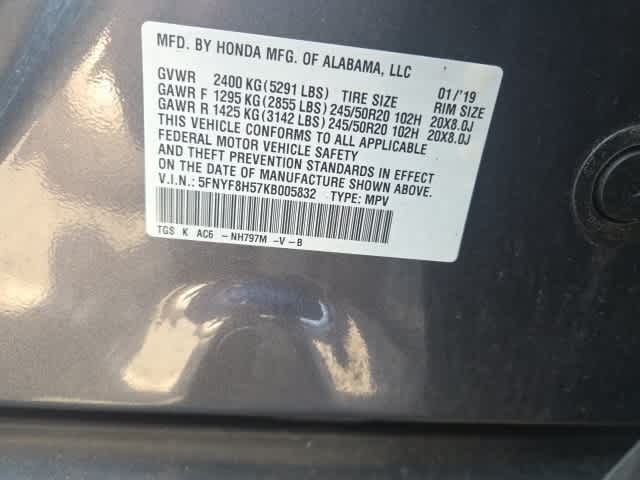 MFD. BY HONDA MFG. OF ALABAMA, LLC
GVWR 2400 KG(5291 LBS) TIRE SIZE 01/'19 RIM SIZE
GAWR F 1295 KG(2855 LBS) 245/50R20 102H 20X8.0J
GAWR R 1425 KG(3142 LBS) 245/50R20 102H 20X8.0J
THIS VEHICLE CONFORMS TO ALL APPLICABLE
FEDERAL MOTOR VEHICLE SAFETY
AND THEFT PREVENTION STANDARDS IN EFFECT
ON THE DATE OF MANUFACTURE SHOWN ABOVE.
V.I.N.: 5FNYF8H57KB005832 TYPE: MPV
TGS K AC6 -NH797M -V -B